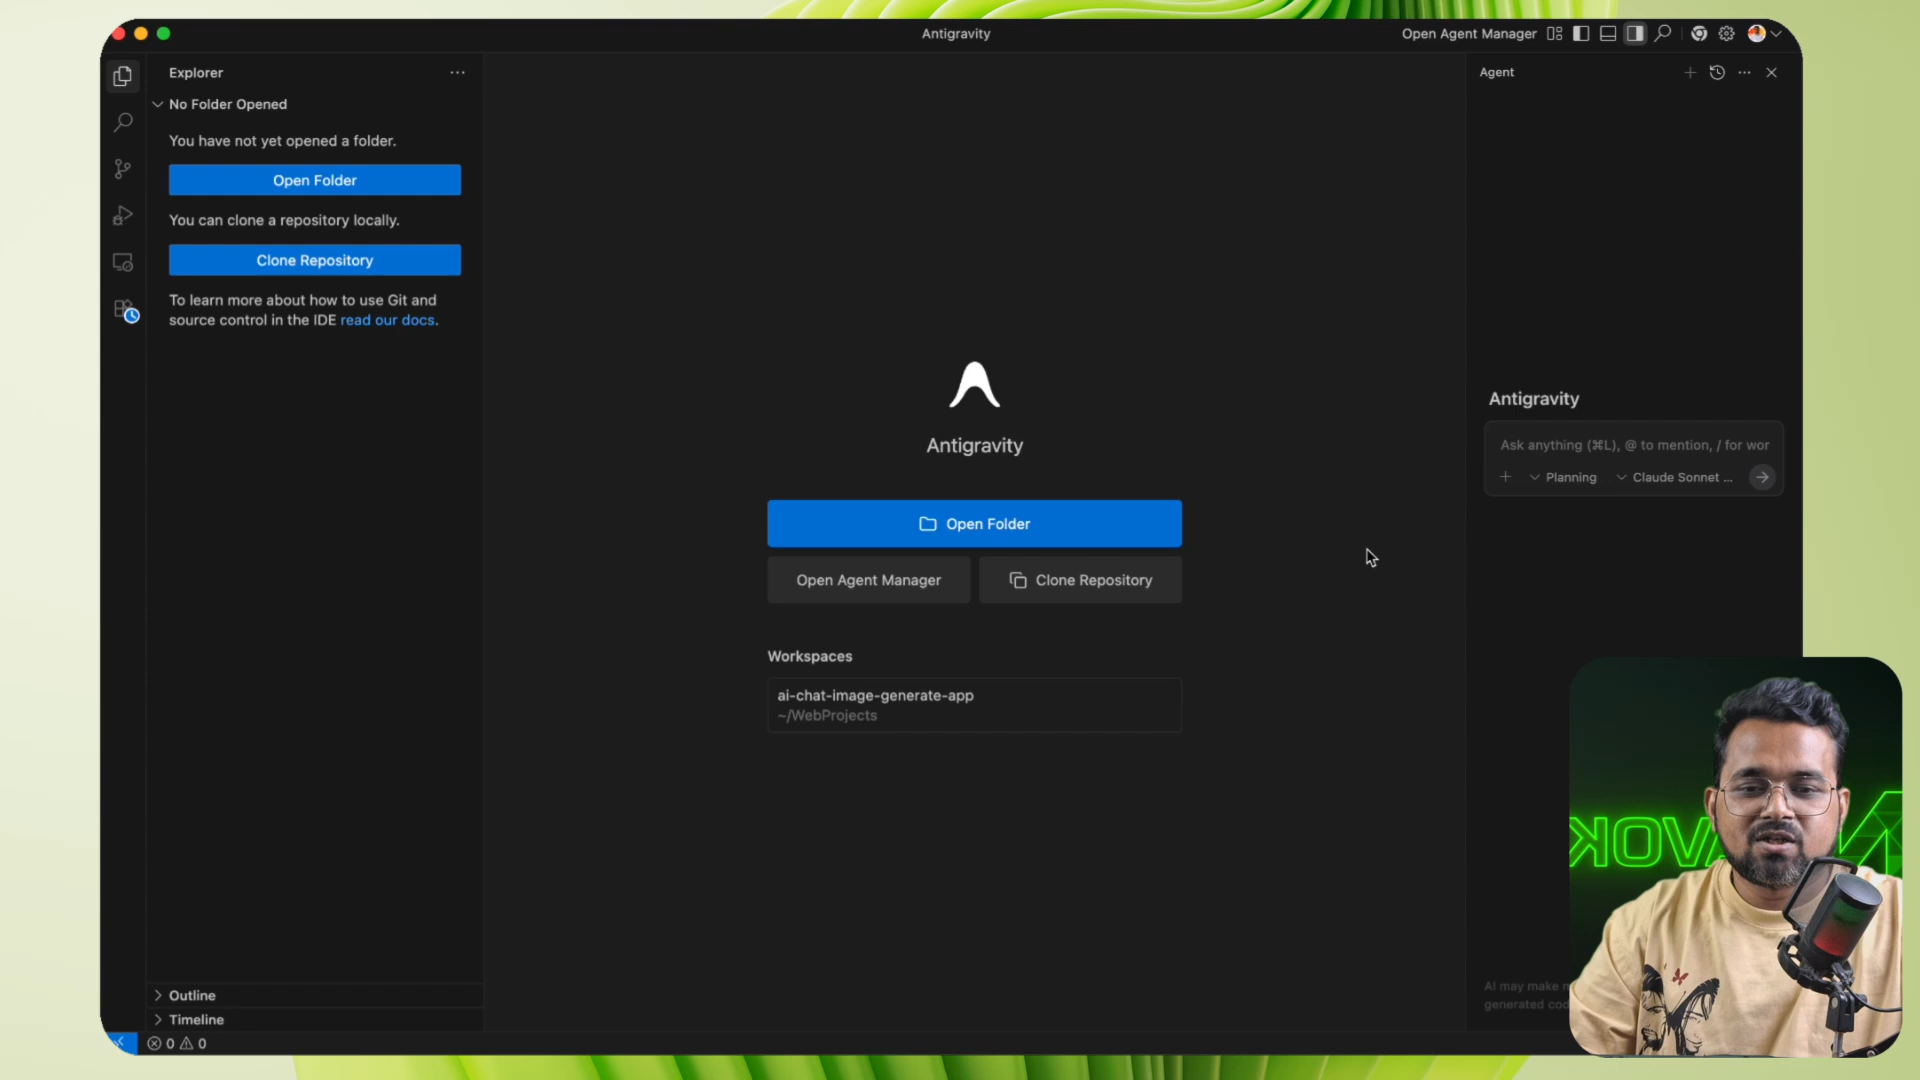 Antigravity
Open Agent Manager
Explorer
No Folder Opened
You have not yet opened a folder.
Open Folder
You can clone a repository locally.
Clone Repository
To learn more about how to use Git and
source control in the IDE read our docs.
Outline
Timeline
0 0
Antigravity
Open Folder
Open Agent Manager
Clone Repository
Workspaces
ai-chat-image-generate-app
~/WebProjects
Agent
Antigravity
Ask anything (⌘L), @ to mention, / for wor
Planning
Claude Sonnet ...
AI may make
generated